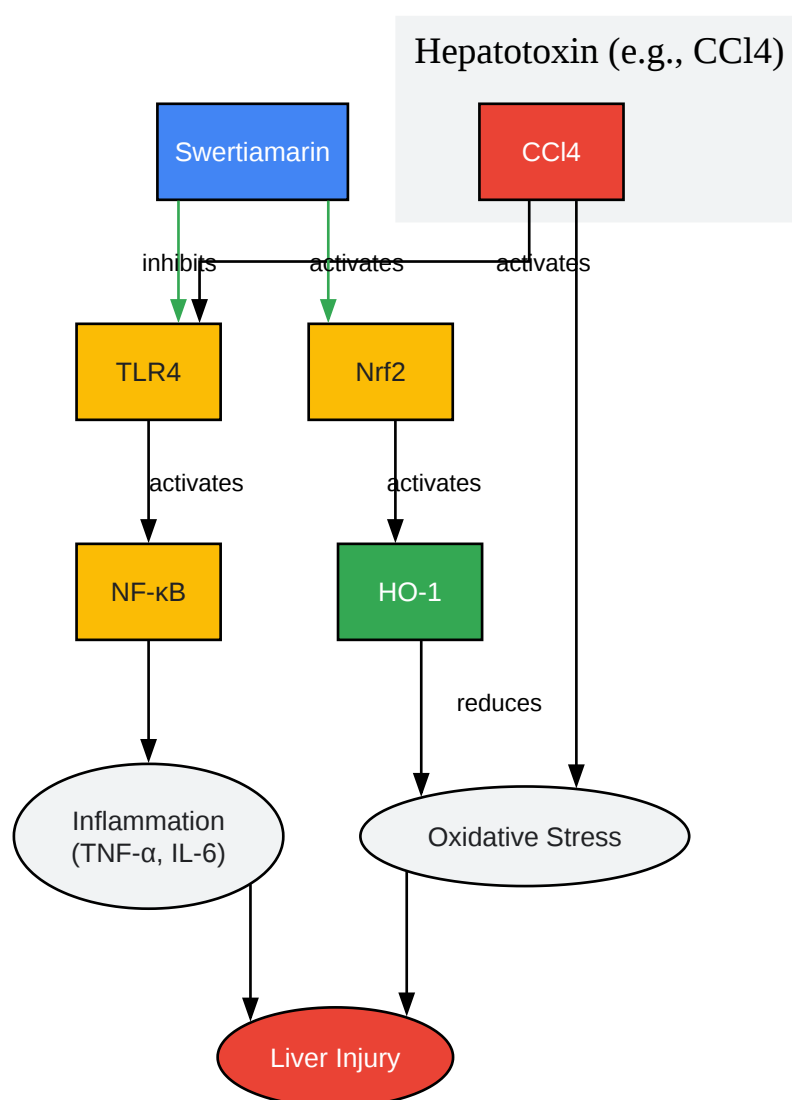 Hepatotoxin (e.g., CCl4)
Swertiamarin
CCl4
inhibits
activates
activates
TLR4
Nrf2
activates
activates
NF-κB
HO-1
reduces
Inflammation
(TNF-α, IL-6)
Oxidative Stress
Liver Injury